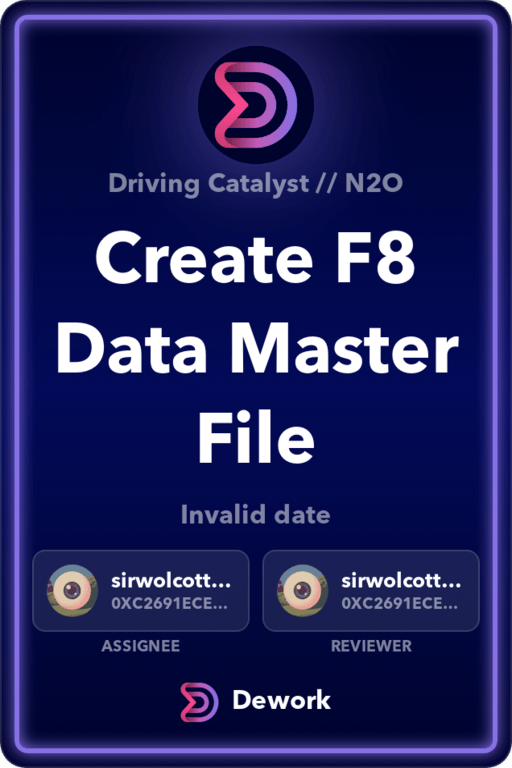 Driving Catalyst // N2O
Create F8
Data Master
File
Invalid date
sirwolcott...
0XC2691ECE...
ASSIGNEE
sirwolcott...
0XC2691ECE...
REVIEWER
Dework